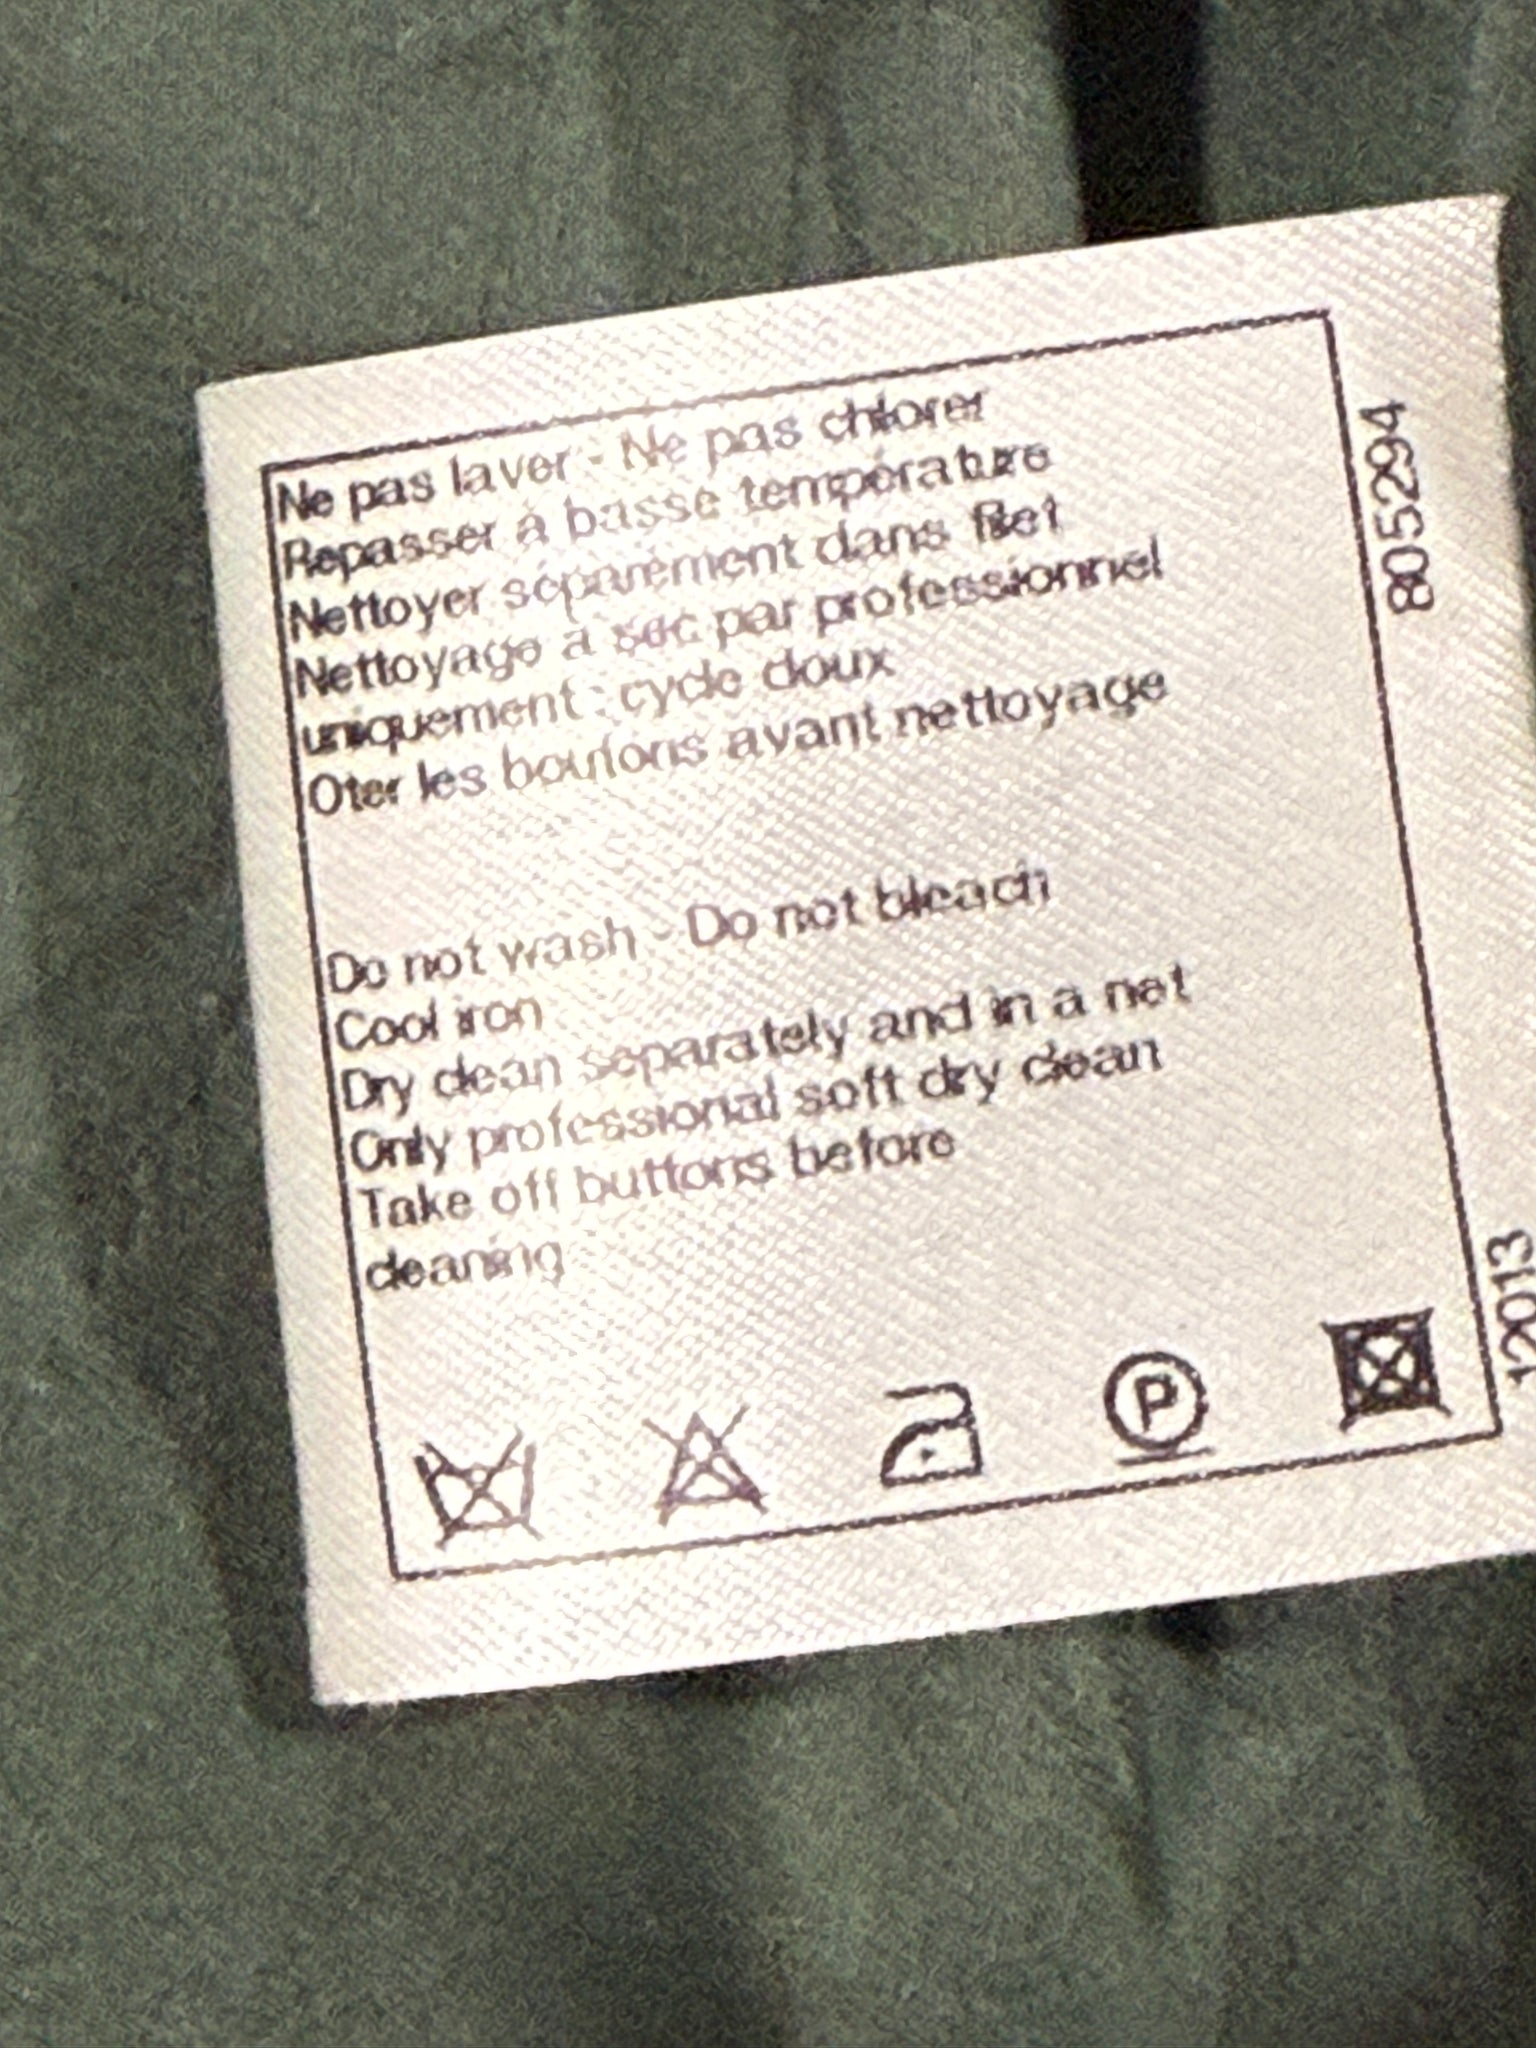 Ne pas laver - Ne pas chlorer
Repasser à basse température
Nettoyer séparément dans filet
Nettoyage à sec par professionnel
uniquement : cycle doux
Oter les boutons avant nettoyage
Do not wash - Do not bleach
Cool iron
Dry clean separately and in a net
Only professional soft dry clean
Take off buttons before
cleaning
P
805294
12013